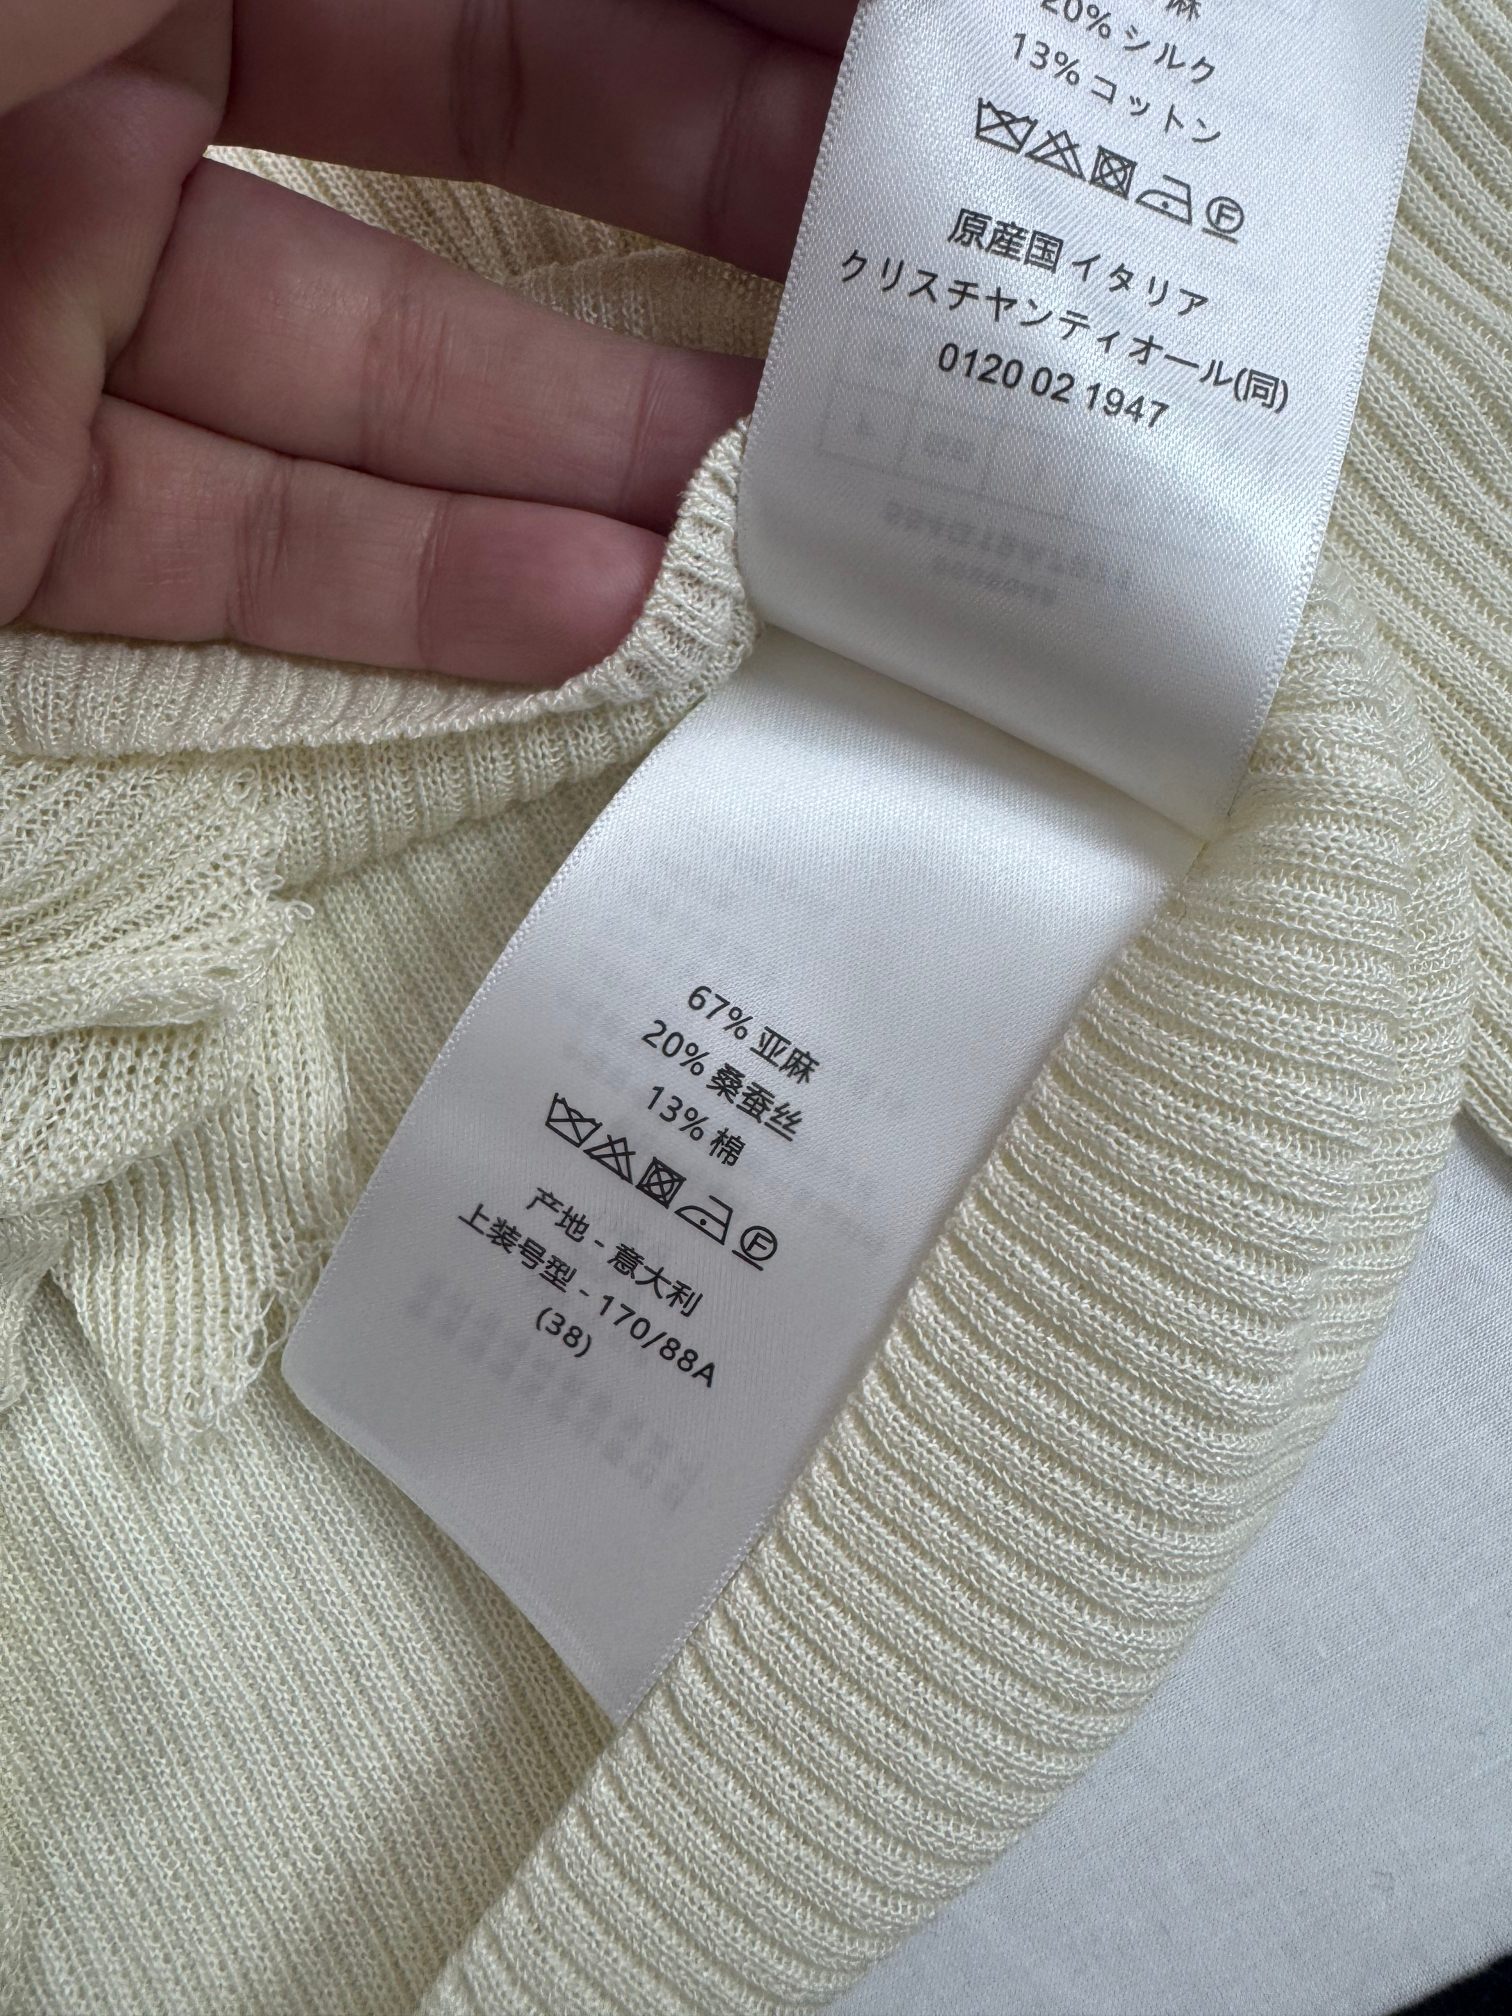 麻
20% シルク
13% コットン
Ⓕ
原産国 イタリア
クリスチャンディオール(同)
0120 02 1947
67% 亚麻
20% 桑蚕丝
13% 棉
Ⓕ
产地 - 意大利
上装号型 - 170/88A
(38)